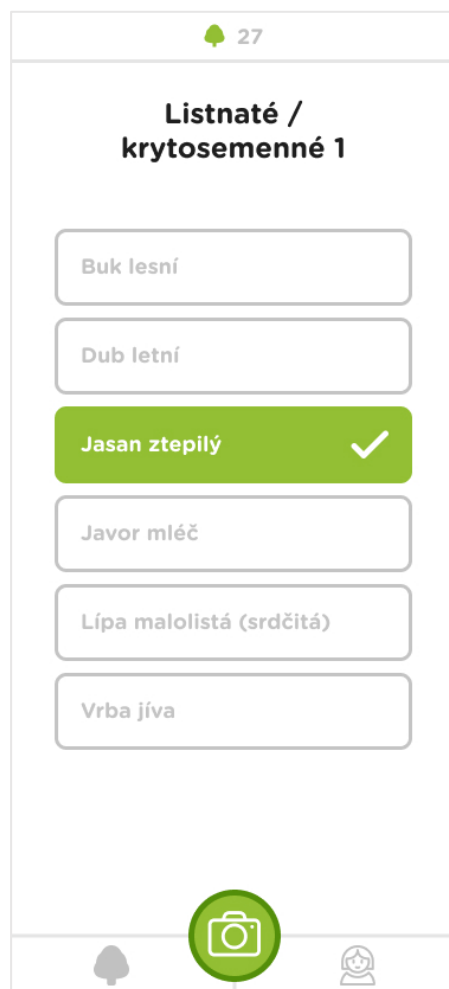 27
Listnaté /
krytosemenné 1
Buk lesní
Dub letní
Jasan ztepilý
Javor mléč
Lípa malolistá (srdčitá)
Vrba jíva